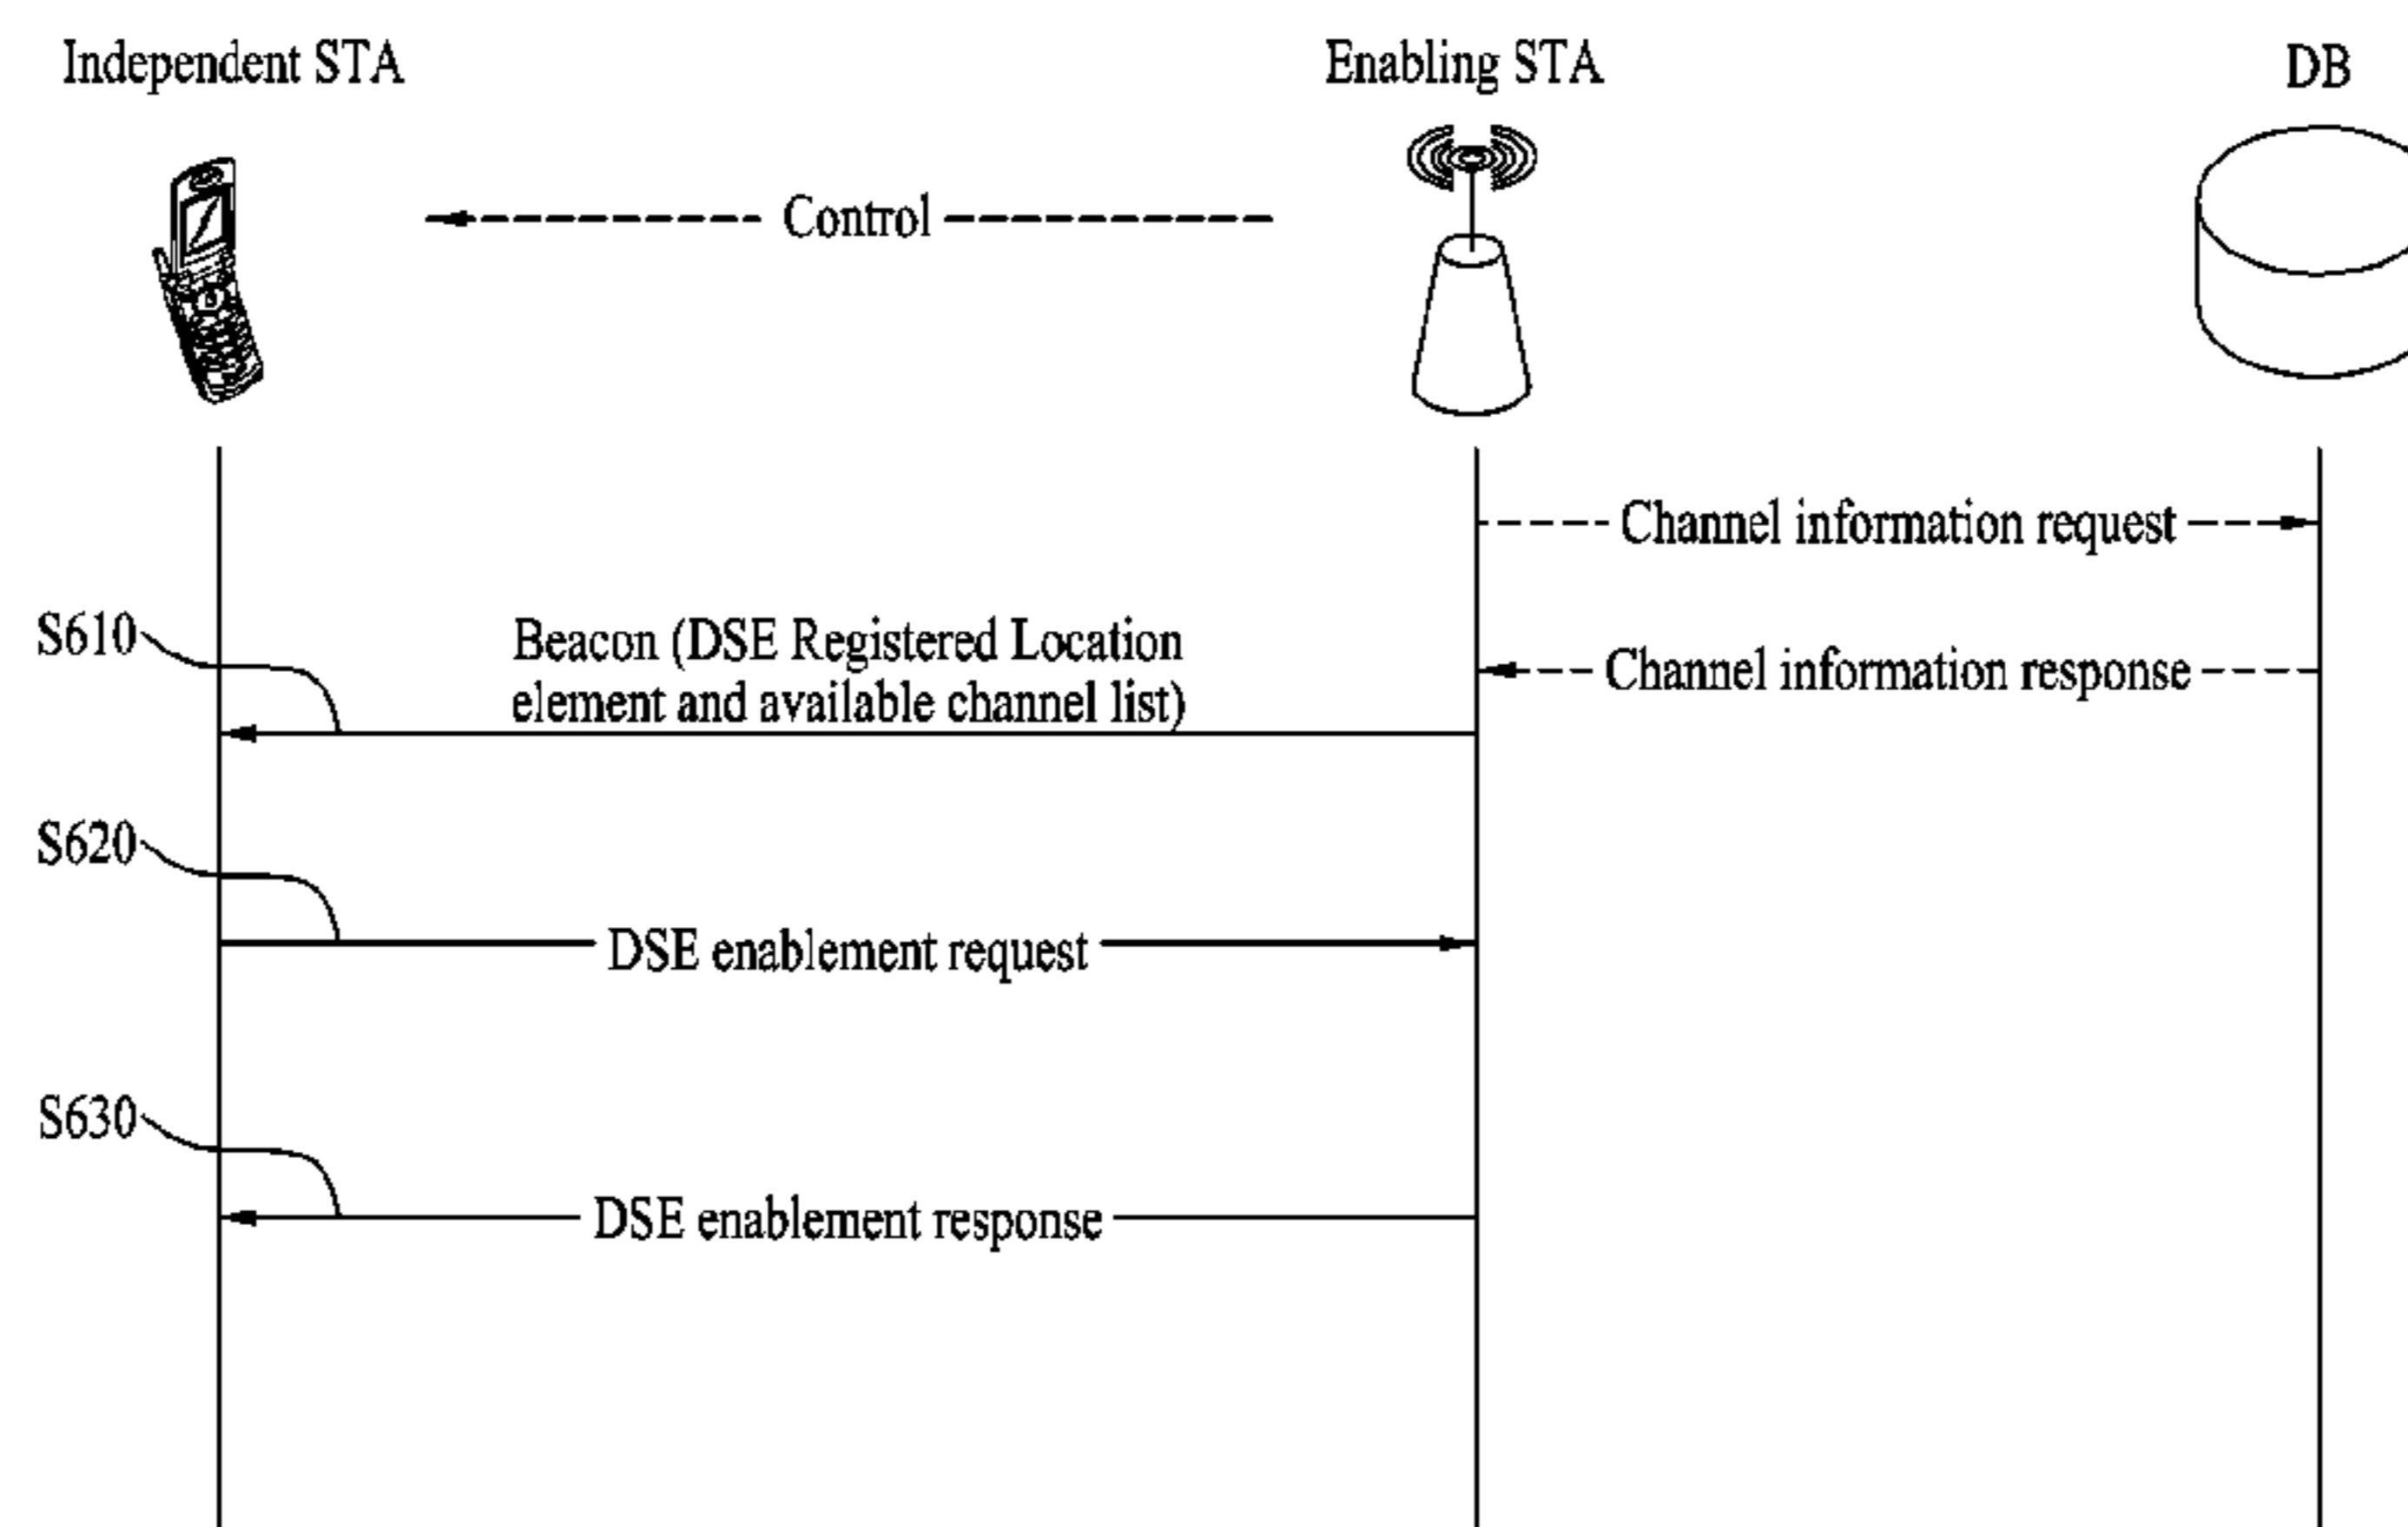 Independent STA
Enabling STA
DB
Control
Channel information request
S610
Beacon (DSE Registered Location
element and available channel list)
Channel information response
S620
DSE enablement request
S630
DSE enablement response